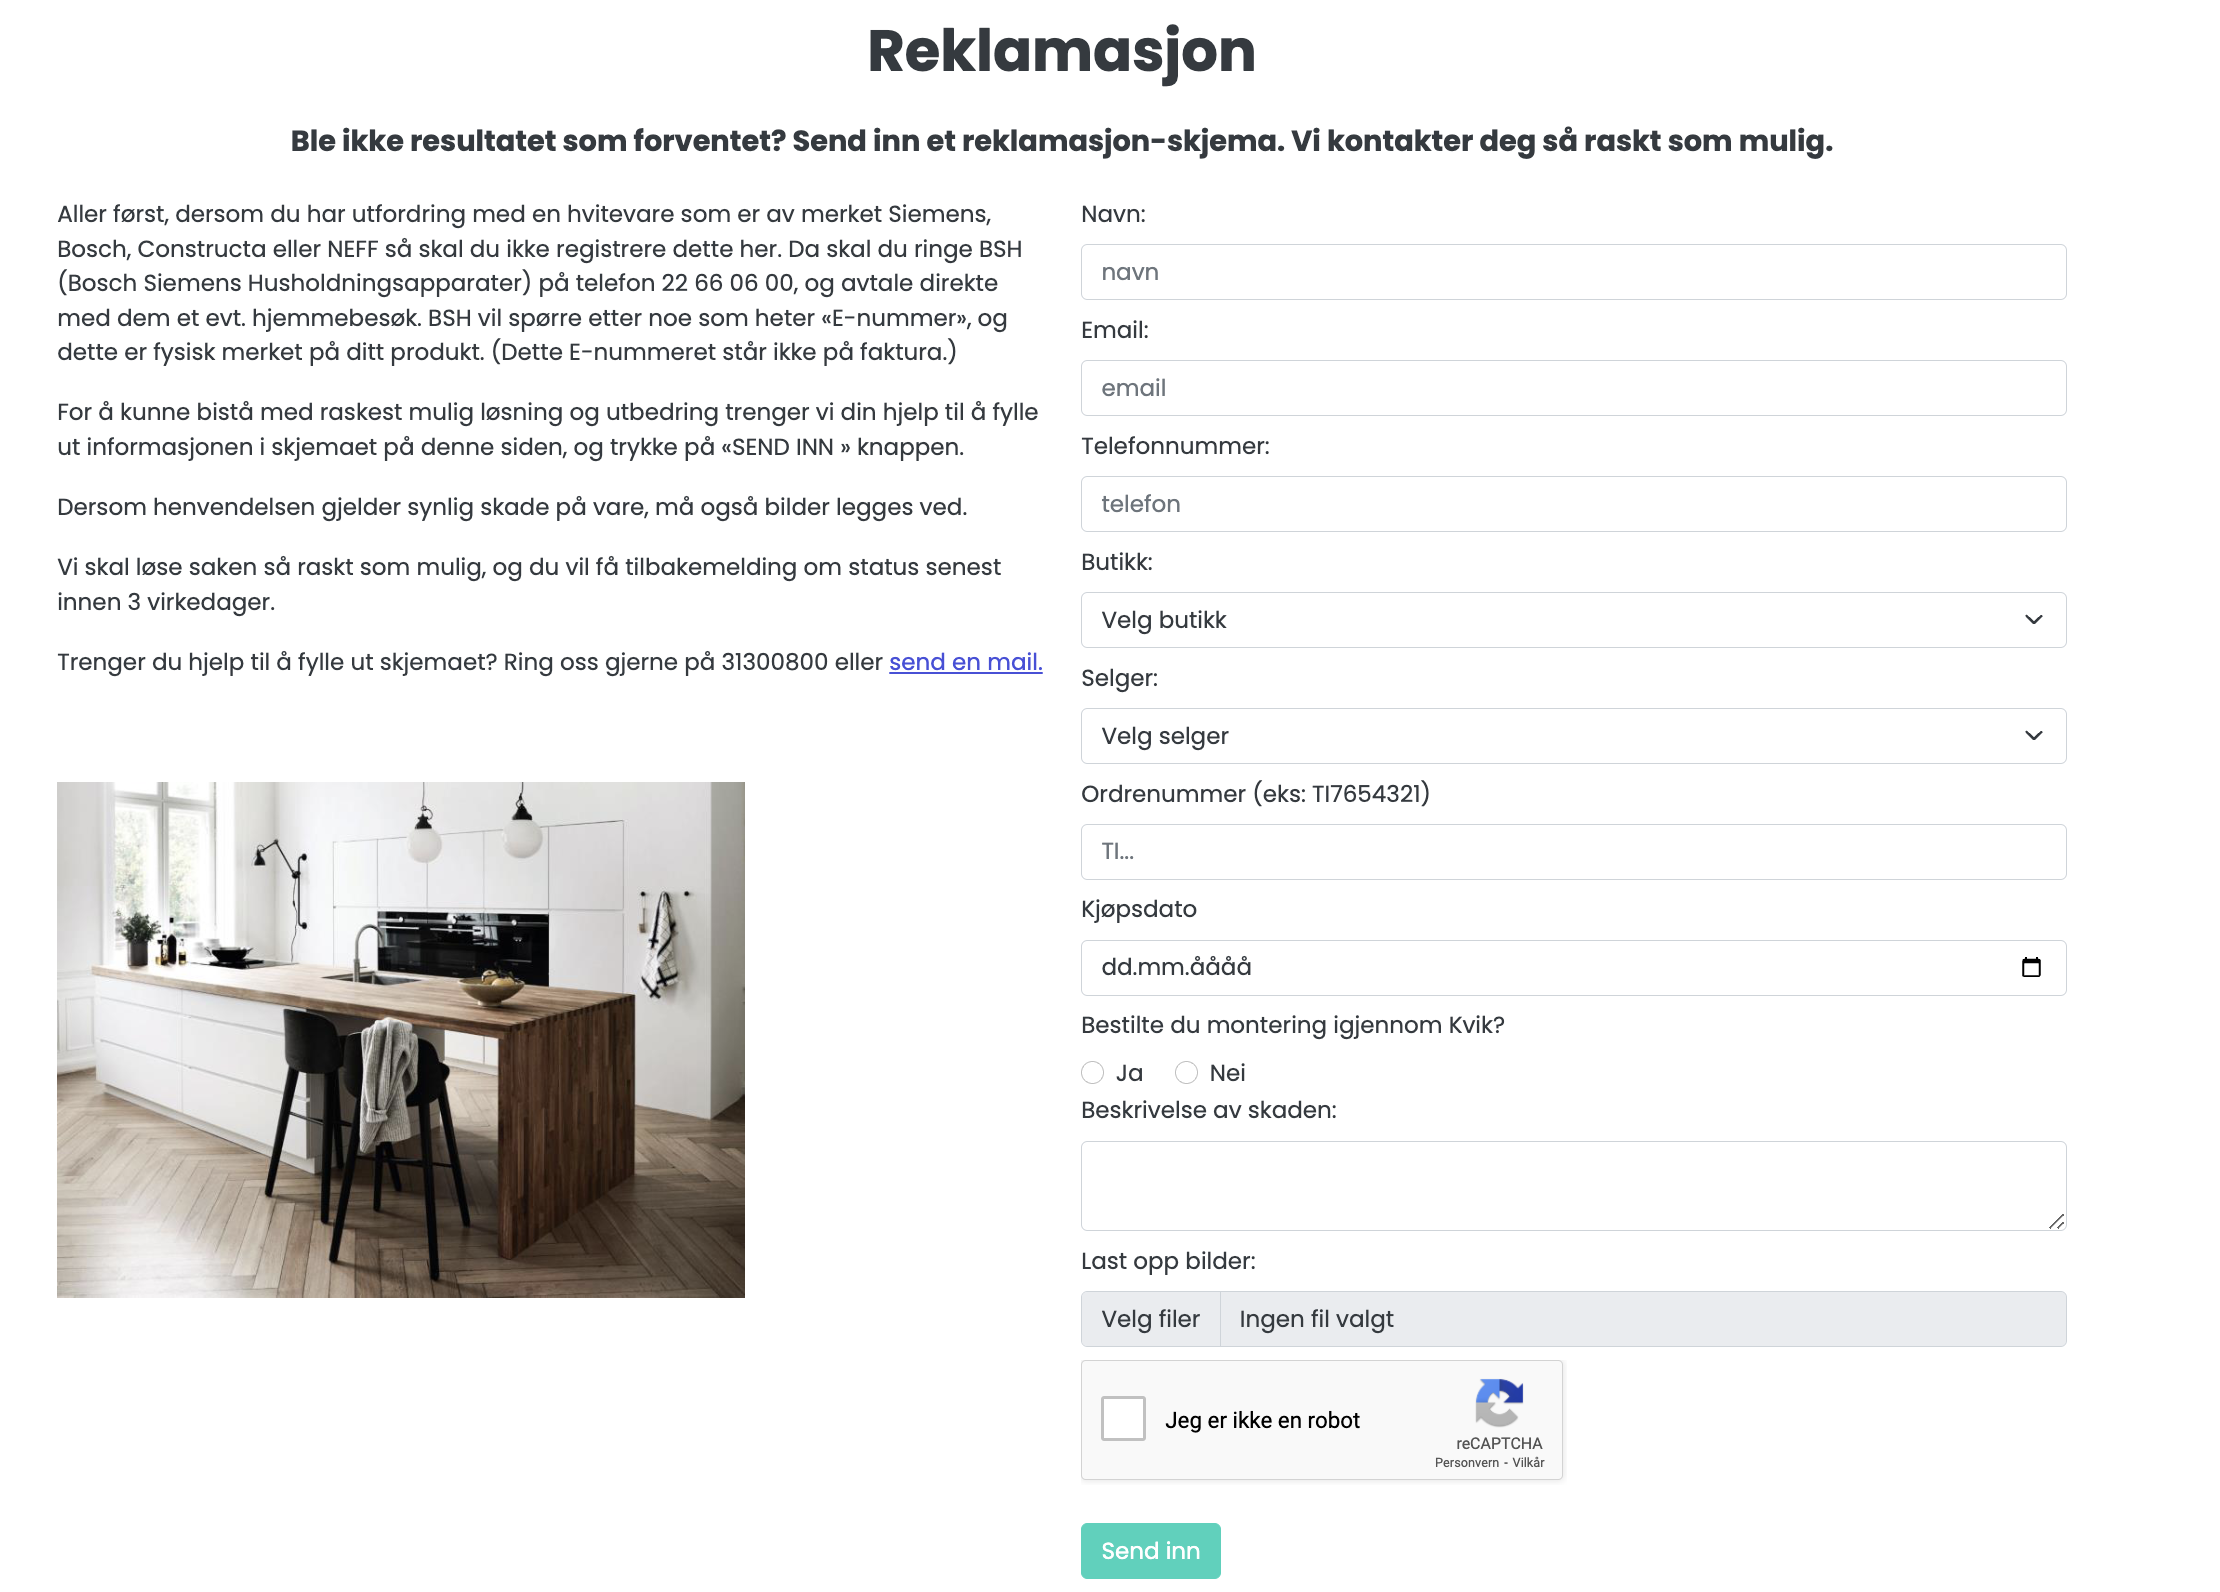 Reklamasjon
Ble ikke resultatet som forventet? Send inn et reklamasjon-skjema. Vi kontakter deg så raskt som mulig.
Aller først, dersom du har utfordring med en hvitevare som er av merket Siemens,
Bosch, Constructa eller NEFF så skal du ikke registrere dette her. Da skal du ringe BSH
(Bosch Siemens Husholdningsapparater) på telefon 22 66 06 00, og avtale direkte
med dem et evt. hjemmebesøk. BSH vil spørre etter noe som heter «E-nummer», og
dette er fysisk merket på ditt produkt. (Dette E-nummeret står ikke på faktura.)
For å kunne bistå med raskest mulig løsning og utbedring trenger vi din hjelp til å fylle
ut informasjonen i skjemaet på denne siden, og trykke på «SEND INN » knappen.
Dersom henvendelsen gjelder synlig skade på vare, må også bilder legges ved.
Vi skal løse saken så raskt som mulig, og du vil få tilbakemelding om status senest
innen 3 virkedager.
Trenger du hjelp til å fylle ut skjemaet? Ring oss gjerne på 31300800 eller send en mail.
Navn:
navn
Email:
email
Telefonnummer:
telefon
Butikk:
Velg butikk
Selger:
Velg selger
Ordrenummer (eks: TI7654321)
TI...
Kjøpsdato
dd.mm.åååå
Bestilte du montering igjennom Kvik?
Ja Nei
Beskrivelse av skaden:
Last opp bilder:
Velg filer Ingen fil valgt
Jeg er ikke en robot
reCAPTCHA
Personvern - Vilkår
Send inn